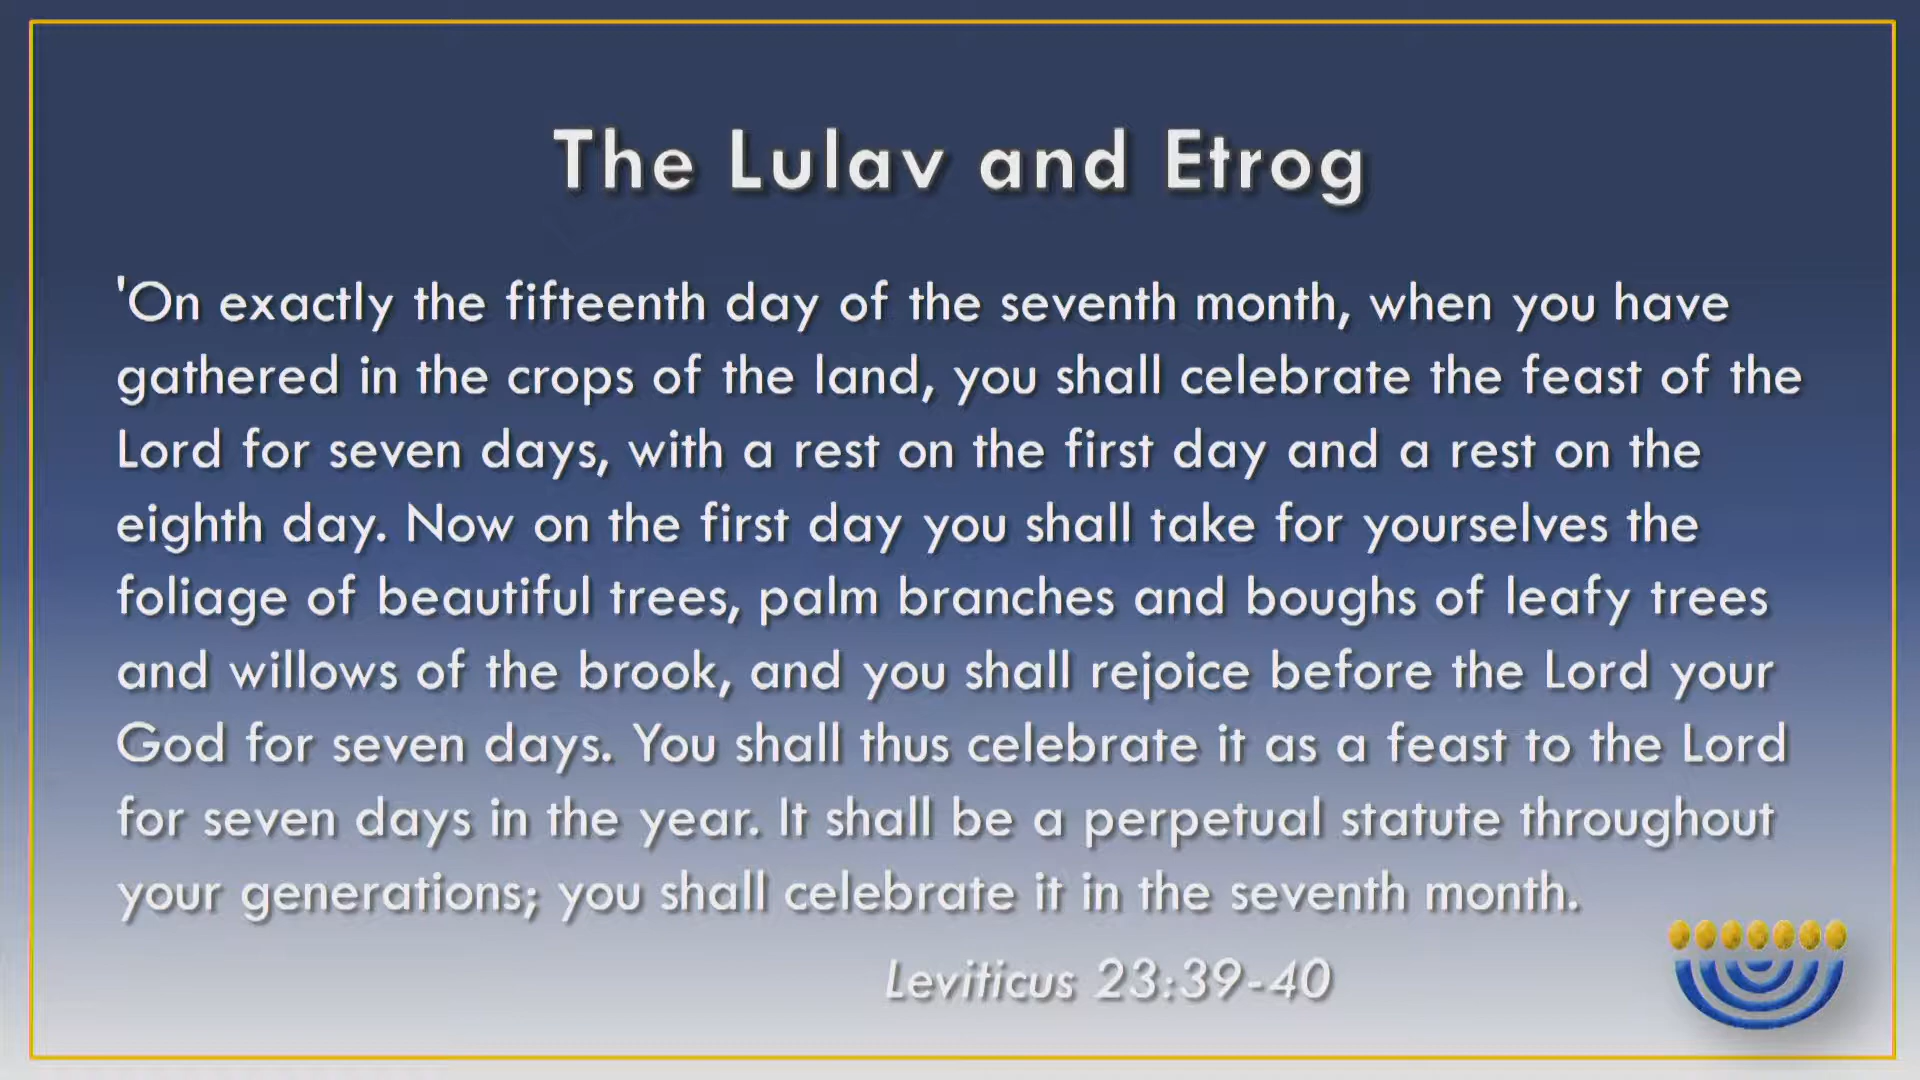 The Lulav and Etrog
'On exactly the fifteenth day of the seventh month, when you have
gathered in the crops of the land, you shall celebrate the feast of the
Lord for seven days, with a rest on the first day and a rest on the
eighth day. Now on the first day you shall take for yourselves the
foliage of beautiful trees, palm branches and boughs of leafy trees
and willows of the brook, and you shall rejoice before the Lord your
God for seven days. You shall thus celebrate it as a feast to the Lord
for seven days in the year. It shall be a perpetual statute throughout
your generations; you shall celebrate it in the seventh month.
Leviticus 23:39-40